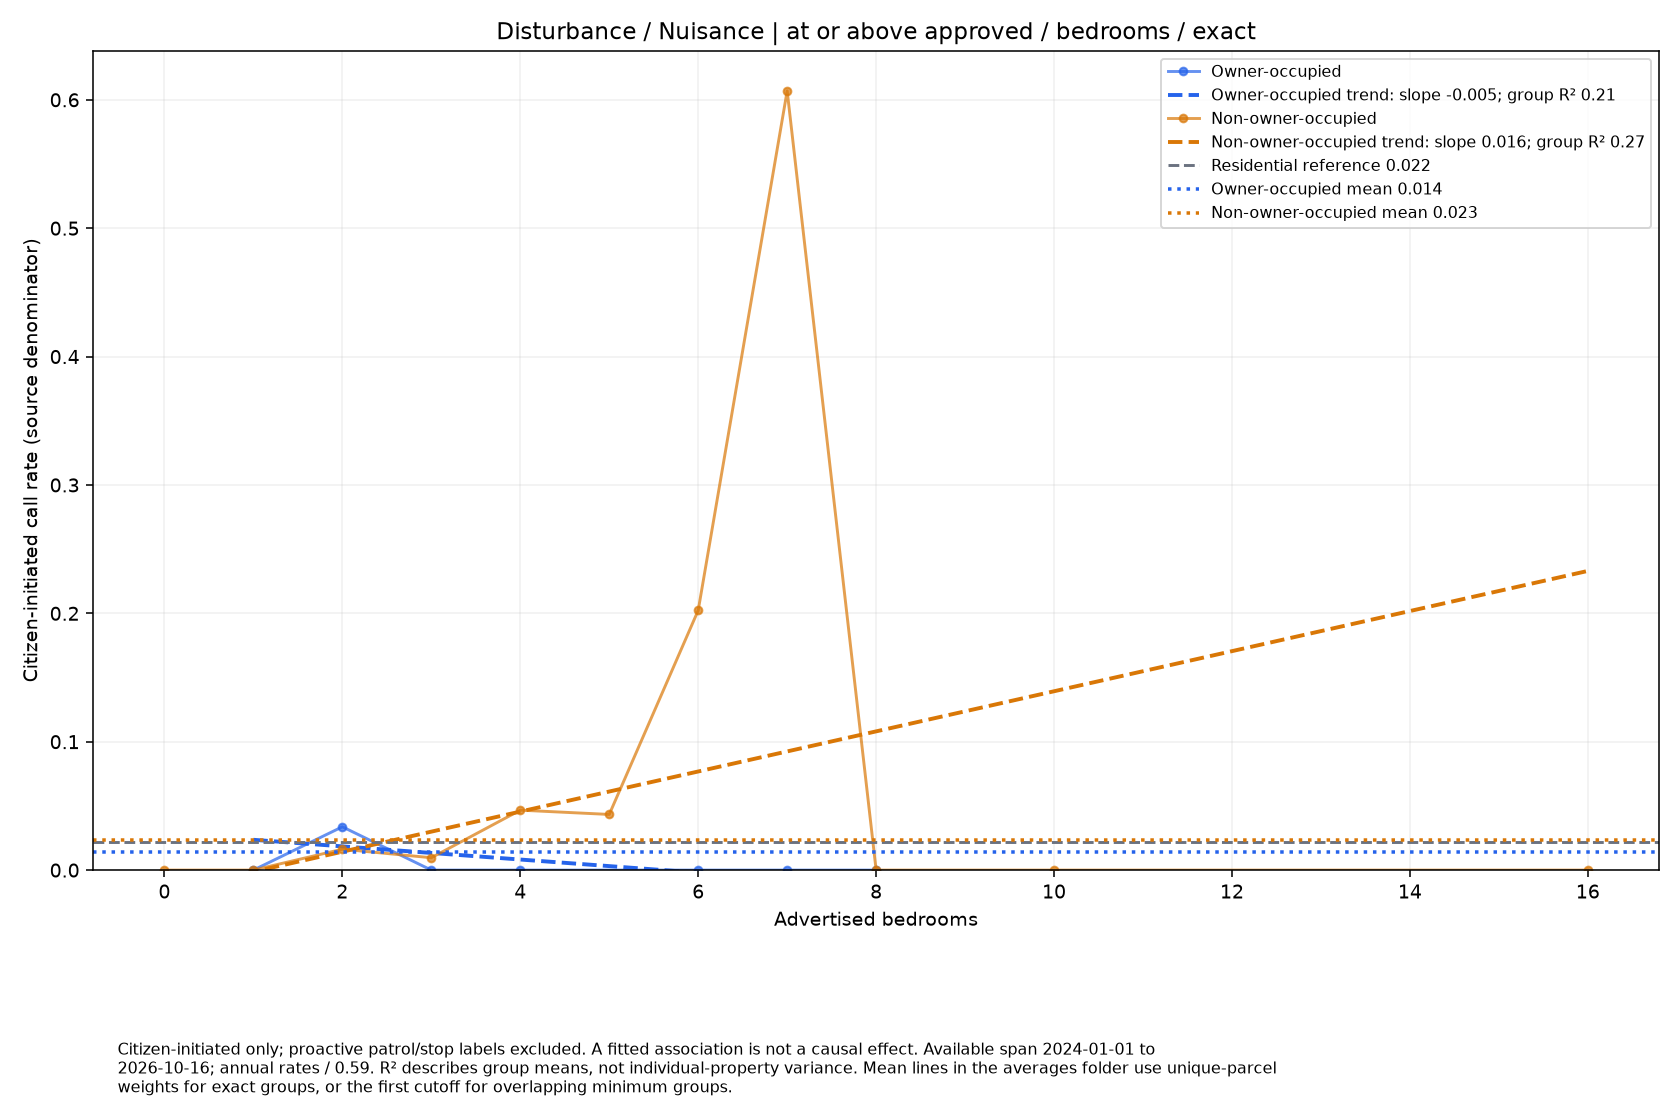 Disturbance / Nuisance | at or above approved / bedrooms / exact
Owner-occupied
Owner-occupied trend: slope -0.005; group R² 0.21
Non-owner-occupied
Non-owner-occupied trend: slope 0.016; group R² 0.27
Residential reference 0.022
Owner-occupied mean 0.014
Non-owner-occupied mean 0.023
Citizen-initiated call rate (source denominator)
0.6
0.5
0.4
0.3
0.2
0.1
0.0
0 2 4 6 8 10 12 14 16
Advertised bedrooms
Citizen-initiated only; proactive patrol/stop labels excluded. A fitted association is not a causal effect. Available span 2024-01-01 to
2026-10-16; annual rates / 0.59. R² describes group means, not individual-property variance. Mean lines in the averages folder use unique-parcel
weights for exact groups, or the first cutoff for overlapping minimum groups.